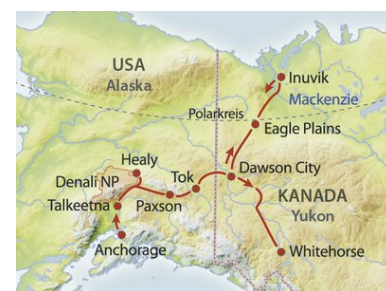 USA
Alaska
Inuvik
Mackenzie
Polarkreis
Eagle Plains
Healy
Denali NP
Tok
Dawson City
Talkeetna
Paxson
KANADA
Yukon
Anchorage
Whitehorse